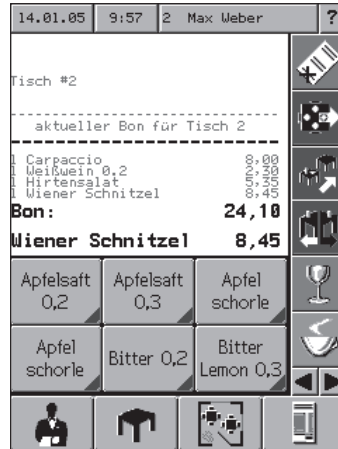 14.01.05 9:57 2 Max Weber ?
Tisch #2
aktueller Bon für Tisch 2
1 Carpaccio 8,00
1 Weißwein 0.2 2,30
1 Hirtensalat 5,35
1 Wiener Schnitzel 8,45
Bon: 24,10
Wiener Schnitzel 8,45
Apfelsaft 0,2
Apfelsaft 0,3
Apfel schorle
Apfel schorle
Bitter 0,2
Bitter Lemon 0,3